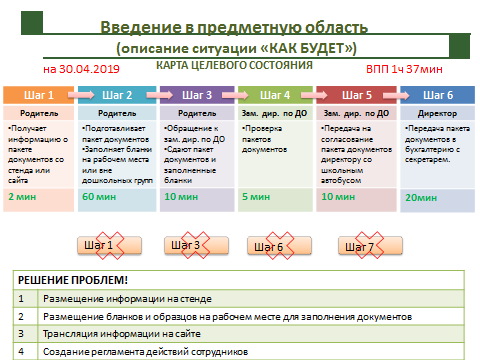 Введение в предметную область
(описание ситуации «КАК БУДЕТ»)
на 30.04.2019
КАРТА ЦЕЛЕВОГО СОСТОЯНИЯ
ВПП 1ч 37мин
Шаг 1
Шаг 2
Шаг 3
Шаг 4
Шаг 5
Шаг 6
Родитель
Родитель
Родитель
Зам. дир. по ДО
Зам. дир. по ДО
Директор
•Получает
информацию о
пакете
документов со
стенда или
сайта
•Подготавливает
пакет документов
•Заполняет бланки
на рабочем места
или вне
дошкольных групп
•Обращение к
зам. дир. по ДО
•Сдают пакет
документов и
заполненные
бланки
•Проверка
пакетов
документов
•Передача на
согласование
пакета документов
директору со
школьным
автобусом
•Передача пакета
документов в
бухгалтерию с
секретарем.
2 мин
60 мин
10 мин
5 мин
10 мин
20мин
Шаг 1
Шаг 3
Шаг 6
Шаг 7
РЕШЕНИЕ ПРОБЛЕМ!
1 Размещение информации на стенде
2 Размещение бланков и образцов на рабочем месте для заполнения документов
3 Трансляция информации на сайте
4 Создание регламента действий сотрудников